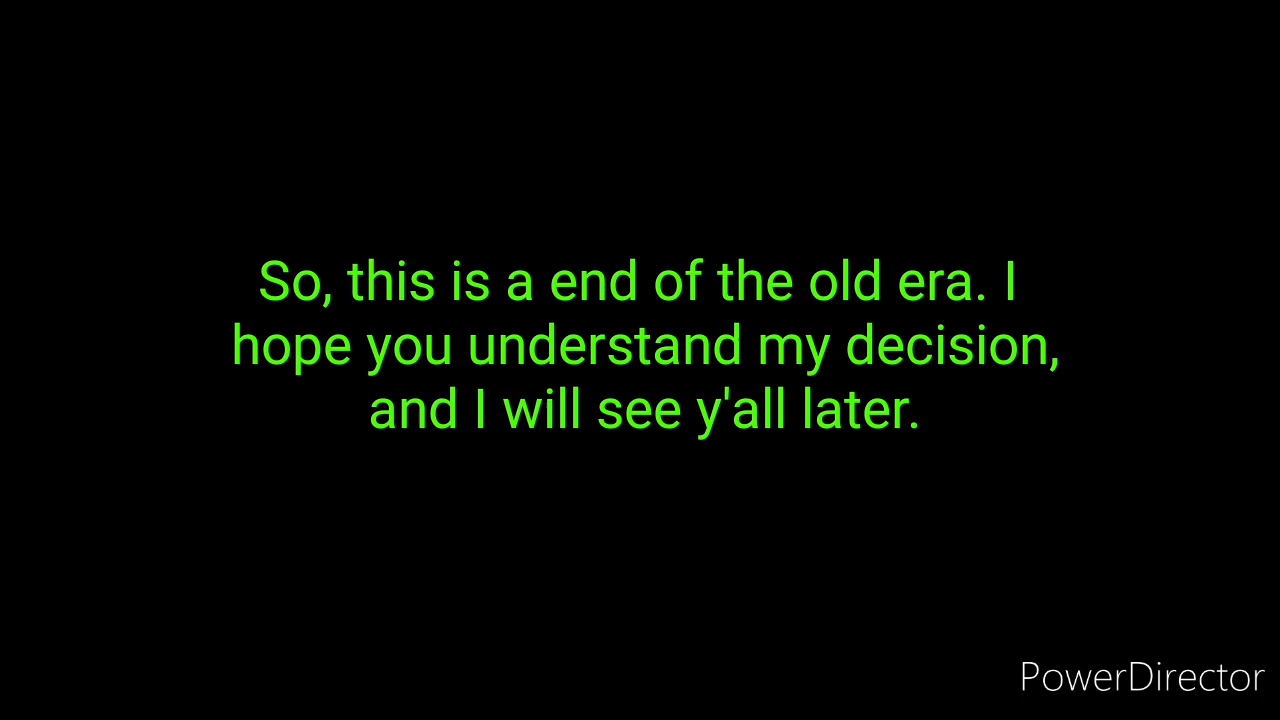 So, this is a end of the old era. I
hope you understand my decision,
and I will see y'all later.
PowerDirector